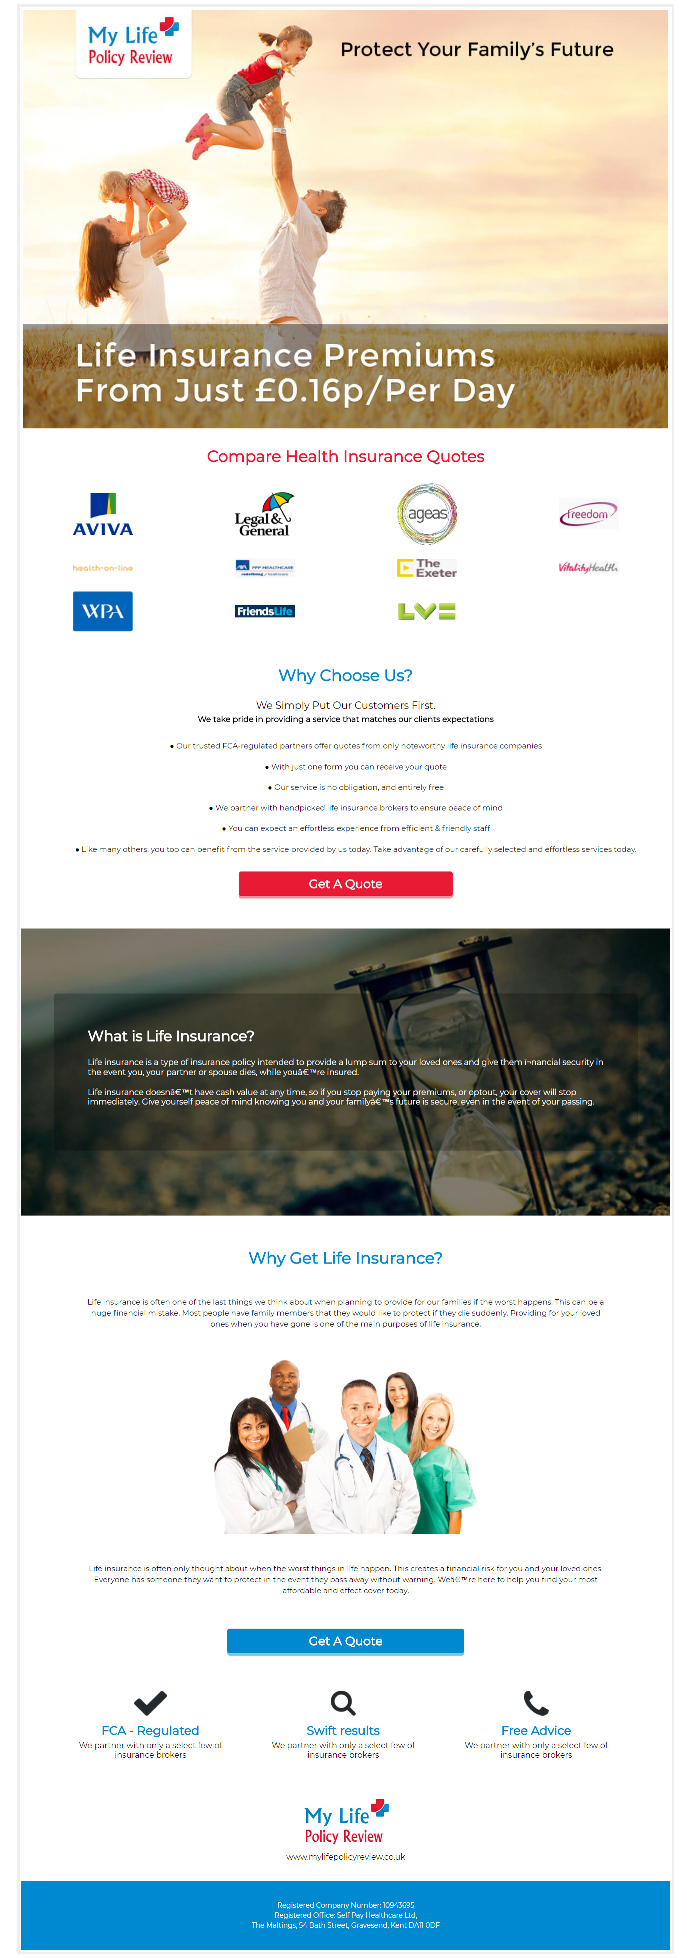 My Life
Policy Review
Protect Your Family's Future
Life Insurance Premiums
From Just £0.16p/Per Day
Compare Health Insurance Quotes
AVIVA
Legal &
General
ageas
freedom
health-on-line
AXA PPP HEALTHCARE
redefining / healthcare
The
Exeter
VitalityHealth
WPA
FriendsLife
LV=
Why Choose Us?
We Simply Put Our Customers First.
We take pride in providing a service that matches our clients expectations
● Our trusted FCA-regulated partners offer quotes from only noteworthy life insurance companies
● With just one form you can receive your quote
● Our service is no obligation, and entirely free
● We partner with handpicked life insurance brokers to ensure peace of mind
● You can expect an effortless experience from efficient & friendly staff
● Like many others, you too can benefit from the service provided by us today. Take advantage of our carefully selected and effortless services today.
Get A Quote
What is Life Insurance?
Life insurance is a type of insurance policy intended to provide a lump sum to your loved ones and give them ï¬nancial security in
the event you, your partner or spouse dies, while youâ€™re insured.
Life insurance doesnâ€™t have cash value at any time, so if you stop paying your premiums, or optout, your cover will stop
immediately. Give yourself peace of mind knowing you and your familyâ€™s future is secure, even in the event of your passing.
Why Get Life Insurance?
Life insurance is often one of the last things we think about when planning to provide for our families if the worst happens. This can be a
huge financial mistake. Most people have family members that they would like to protect if they die suddenly. Providing for your loved
ones when you have gone is one of the main purposes of life insurance.
Life insurance is often only thought about when the worst things in life happen. This creates a financial risk for you and your loved ones.
Everyone has someone they want to protect in the event they pass away without warning. Weâ€™re here to help you find your most
affordable and effect cover today.
Get A Quote
FCA - Regulated
We partner with only a select few of
insurance brokers
Swift results
We partner with only a select few of
insurance brokers
Free Advice
We partner with only a select few of
insurance brokers
My Life
Policy Review
www.mylifepolicyreview.co.uk
Registered Company Number: 10943695
Registered Office: Self Pay Healthcare Ltd,
The Maltings, 54 Bath Street, Gravesend, Kent DA11 0DF